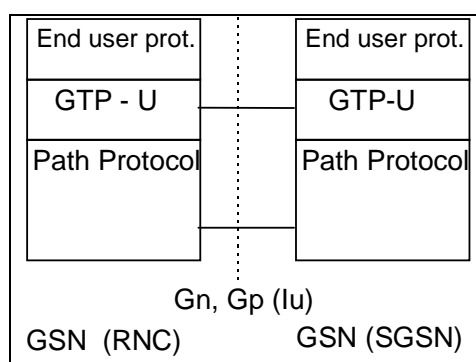 End user prot.
End user prot.
GTP - U
GTP-U
Path Protocol
Path Protocol
Gn, Gp (Iu)
GSN (RNC)
GSN (SGSN)